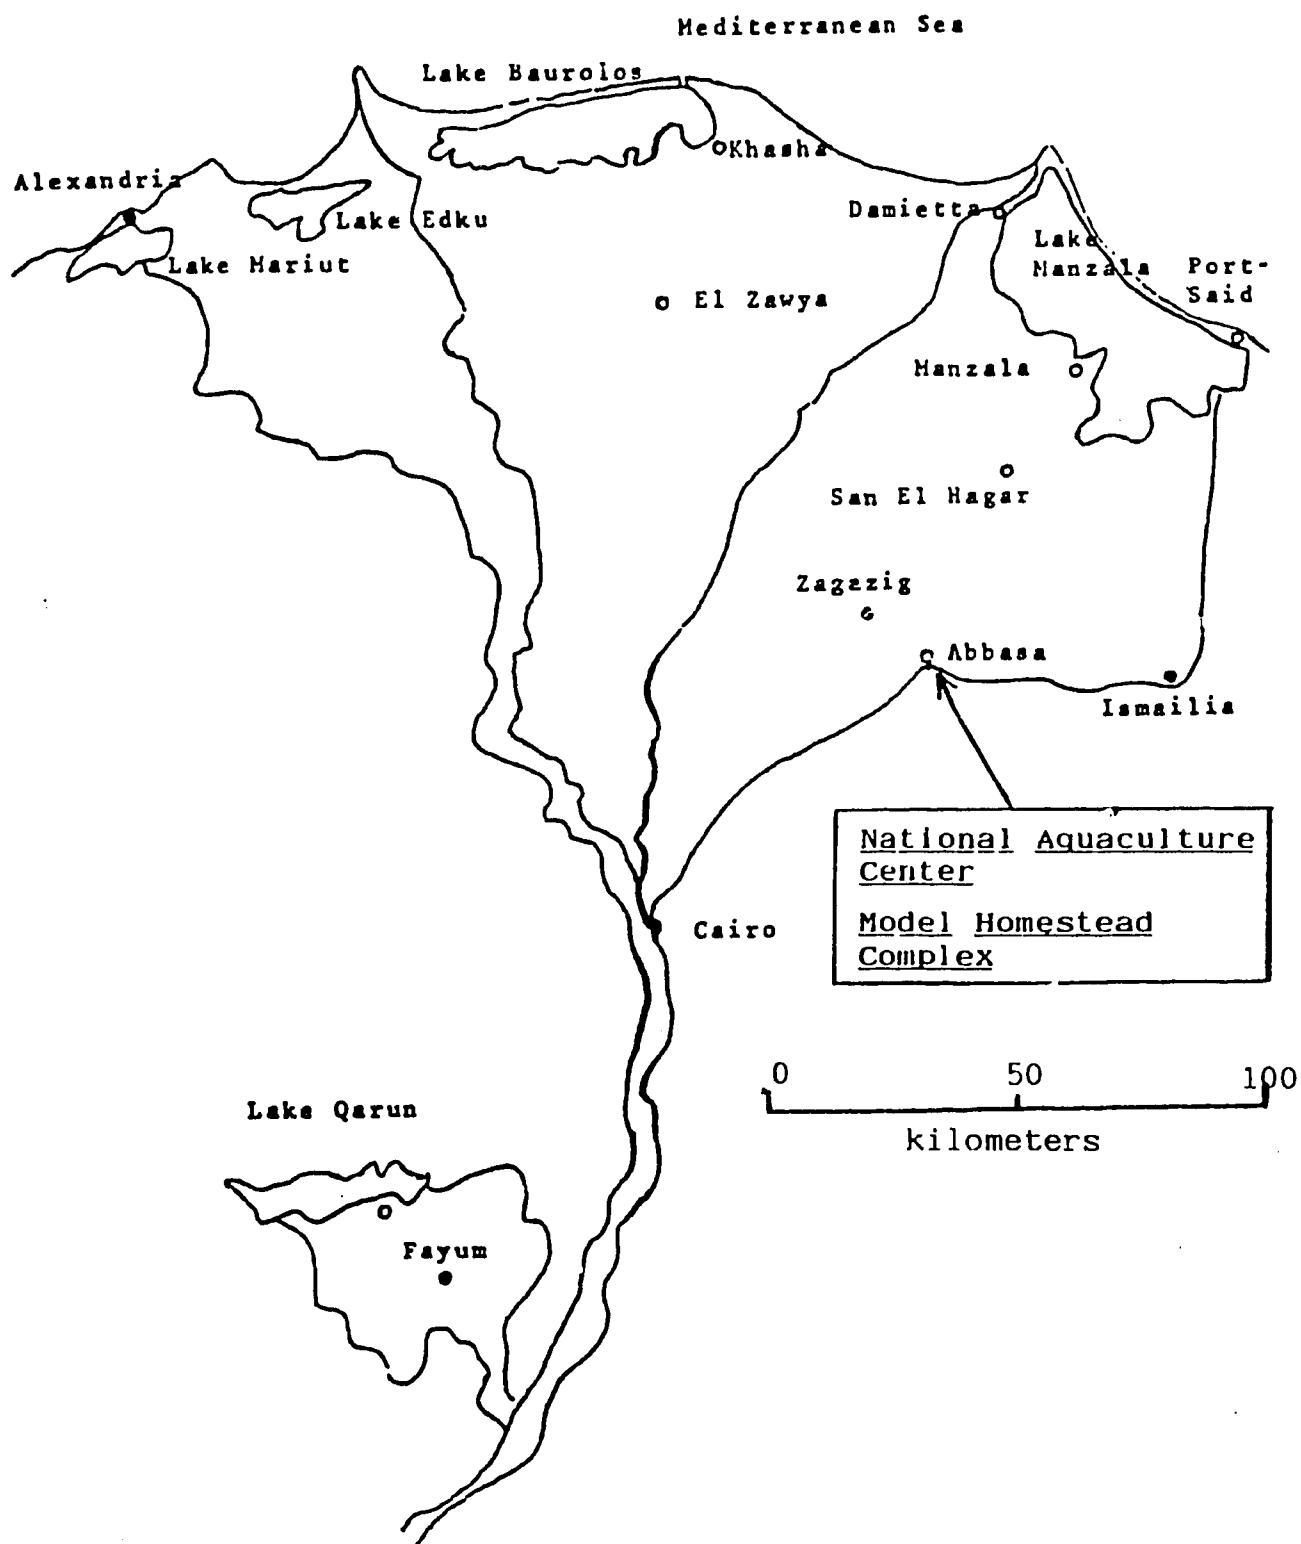 Mediterranean Sea
Lake Baurolos
Khasha
Alexandria
Lake Edku
Damietta
Lake Manzala
Port-Said
Lake Mariut
El Zawya
Manzala
San El Hagar
Zagazig
Abbasa
Ismailia
National Aquaculture
Center
Model Homestead
Complex
Cairo
0 50 100
kilometers
Lake Qarun
Fayum